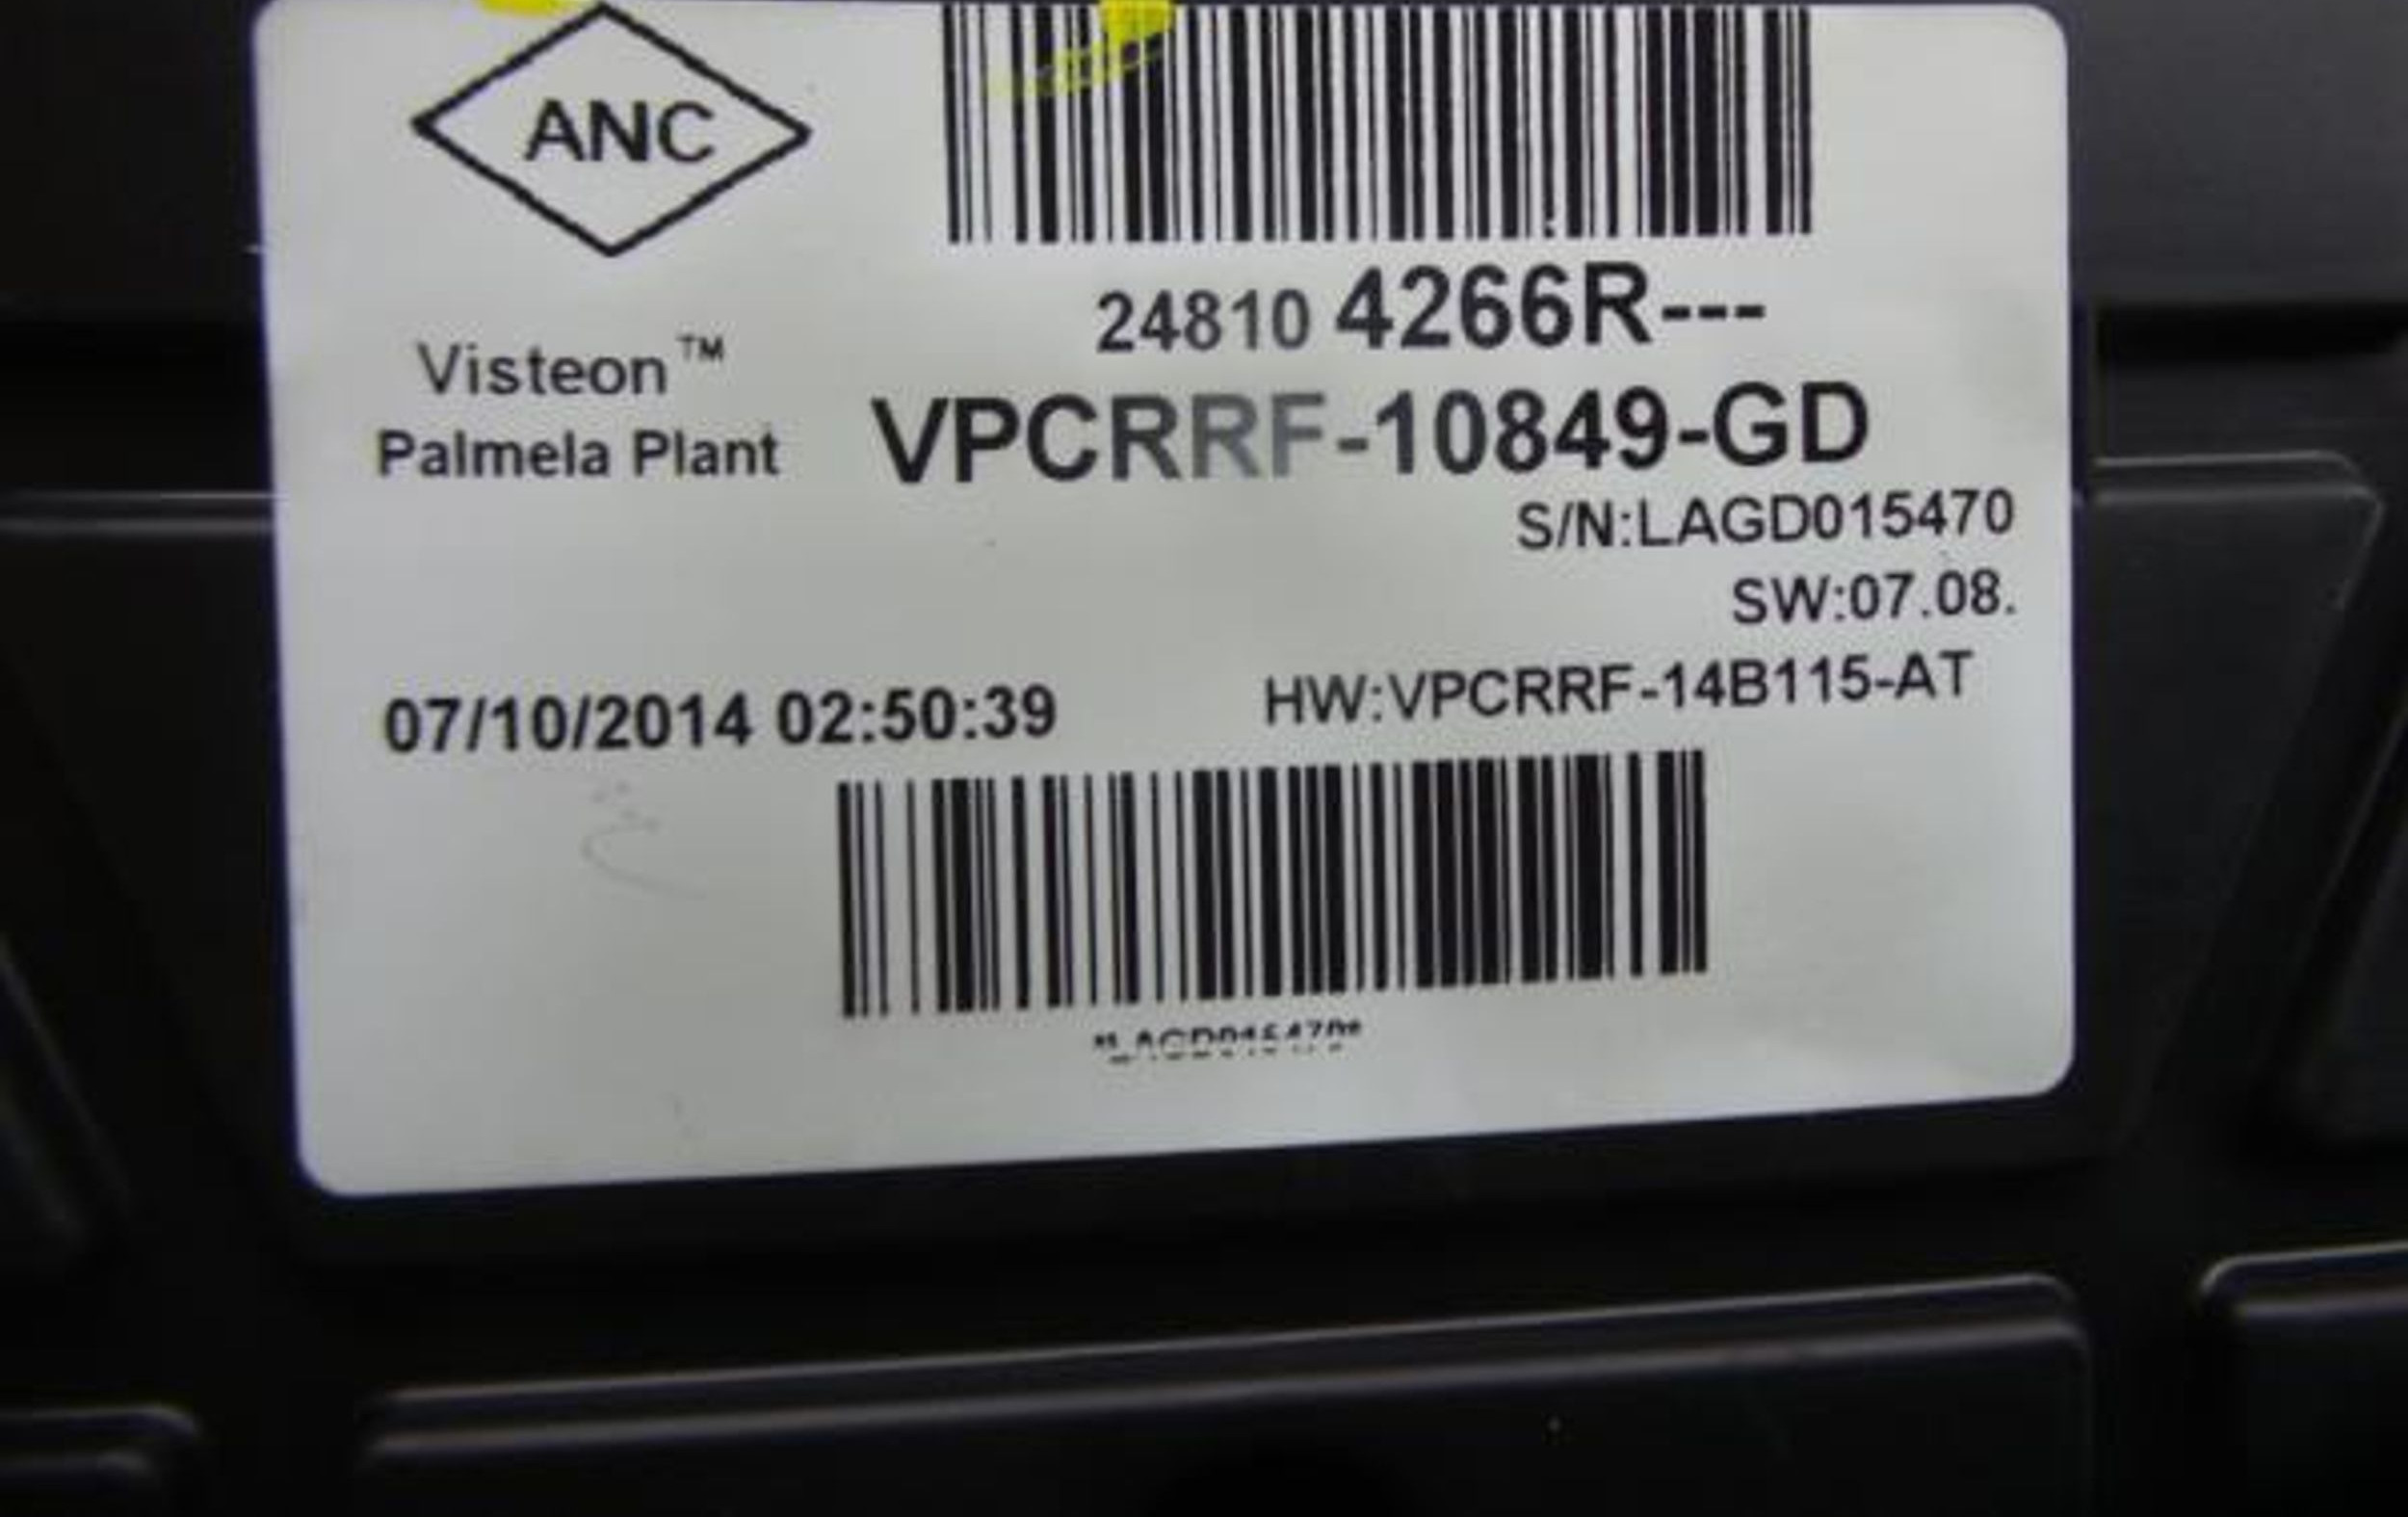 ANC
24810 4266R---
Visteon™
Palmela Plant
VPCRRF-10849-GD
S/N:LAGD015470
SW:07.08.
07/10/2014 02:50:39
HW:VPCRRF-14B115-AT
*LAGD015470*